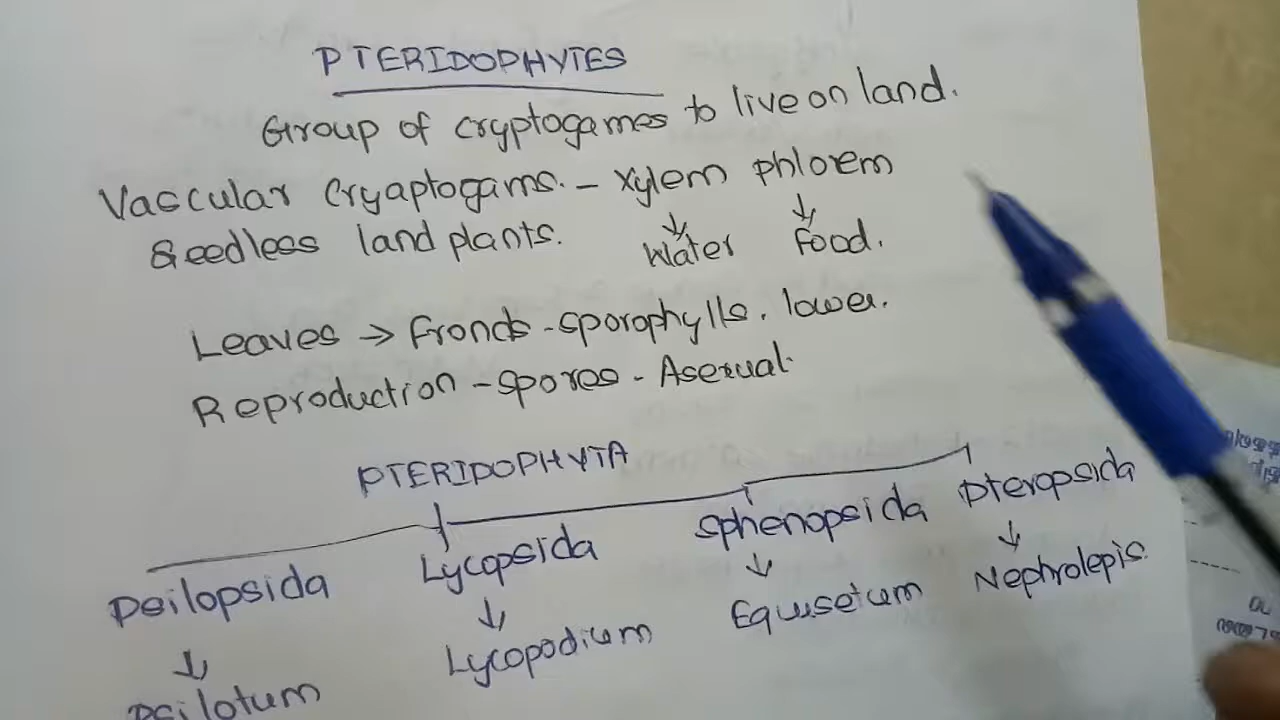 PTERIDOPHYTES
Group of cryptogames to live on land.
Vascular Cryaptogams. - Xylem phloem
Seedless land plants. Water Food.
Leaves → Fronds - sporophylls. lower.
Reproduction - spores - Asexual.
PTERIDOPHYTA
Psilopsida Lycopsida Sphenopsida Pteropsida
Psilotum Lycopodium Equisetum Nephrolepis.